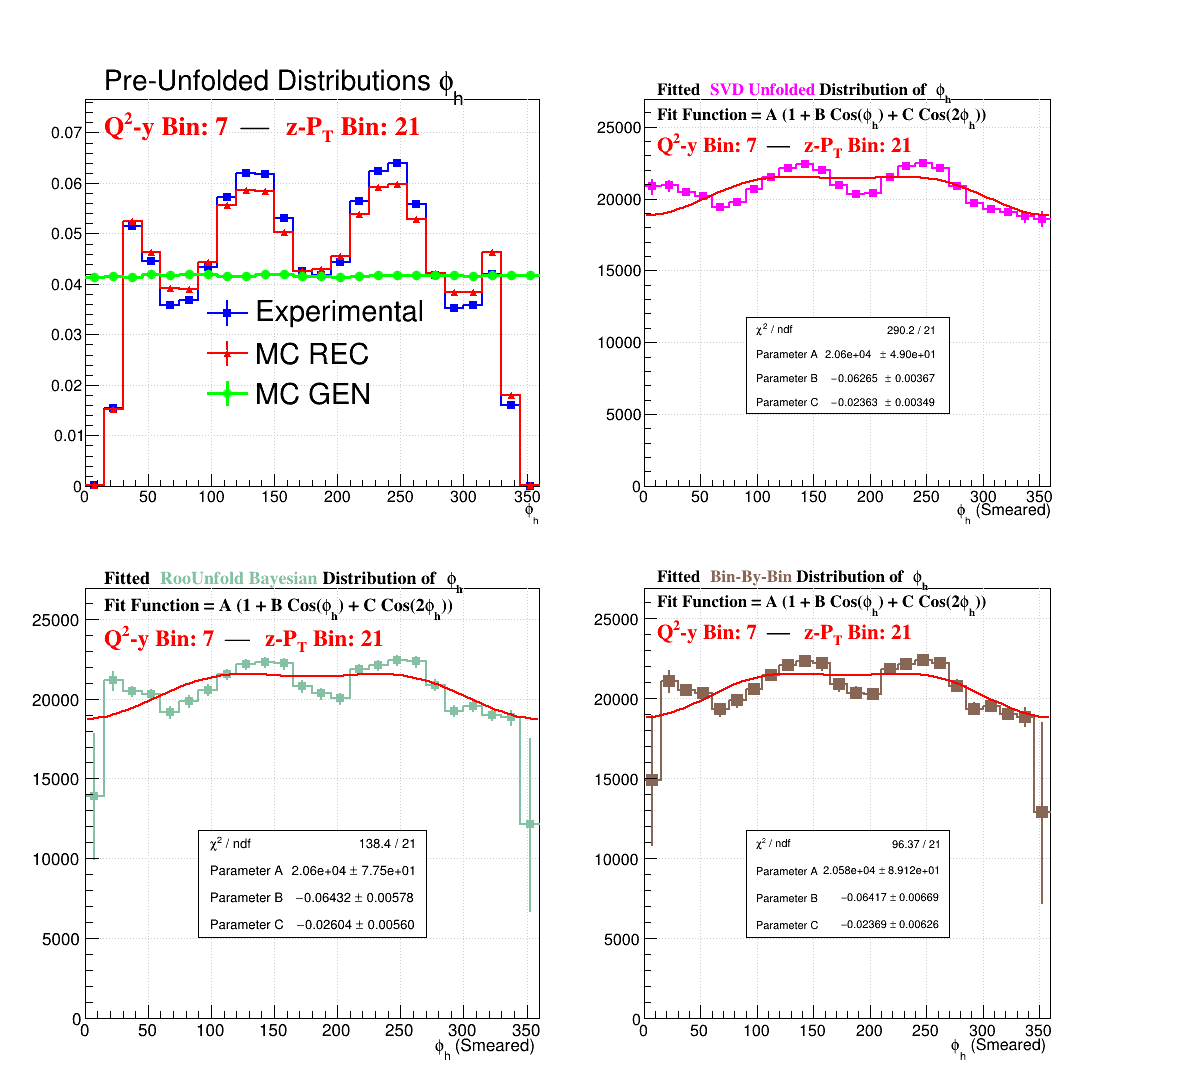 Pre-Unfolded Distributions ϕh
Q2-y Bin: 7 — z-PT Bin: 21
0.07
0.06
0.05
0.04
0.03
0.02
0.01
0
Experimental
MC REC
MC GEN
0 50 100 150 200 250 300 350
ϕh
Fitted SVD Unfolded Distribution of ϕh
Fit Function = A (1 + B Cos(ϕh) + C Cos(2ϕh))
Q2-y Bin: 7 — z-PT Bin: 21
25000
20000
15000
10000
5000
0
χ2 / ndf 290.2 / 21
Parameter A 2.06e+04 ± 4.90e+01
Parameter B −0.06265 ± 0.00367
Parameter C −0.02363 ± 0.00349
0 50 100 150 200 250 300 350
ϕh (Smeared)
Fitted RooUnfold Bayesian Distribution of ϕh
Fit Function = A (1 + B Cos(ϕh) + C Cos(2ϕh))
Q2-y Bin: 7 — z-PT Bin: 21
25000
20000
15000
10000
5000
0
χ2 / ndf 138.4 / 21
Parameter A 2.06e+04 ± 7.75e+01
Parameter B −0.06432 ± 0.00578
Parameter C −0.02604 ± 0.00560
0 50 100 150 200 250 300 350
ϕh (Smeared)
Fitted Bin-By-Bin Distribution of ϕh
Fit Function = A (1 + B Cos(ϕh) + C Cos(2ϕh))
Q2-y Bin: 7 — z-PT Bin: 21
25000
20000
15000
10000
5000
0
χ2 / ndf 96.37 / 21
Parameter A 2.058e+04 ± 8.912e+01
Parameter B −0.06417 ± 0.00669
Parameter C −0.02369 ± 0.00626
0 50 100 150 200 250 300 350
ϕh (Smeared)